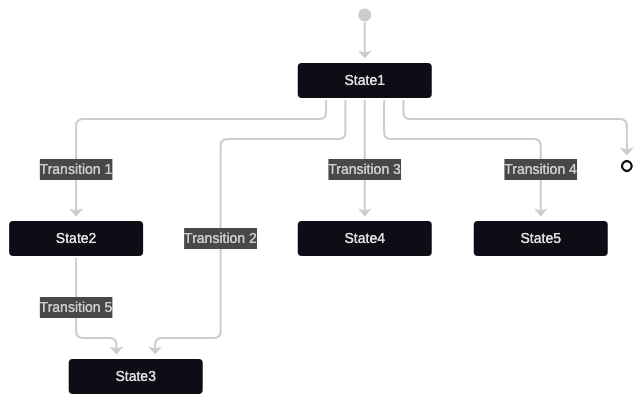 State1
Transition 1
Transition 3
Transition 4
State2
Transition 2
State4
State5
Transition 5
State3